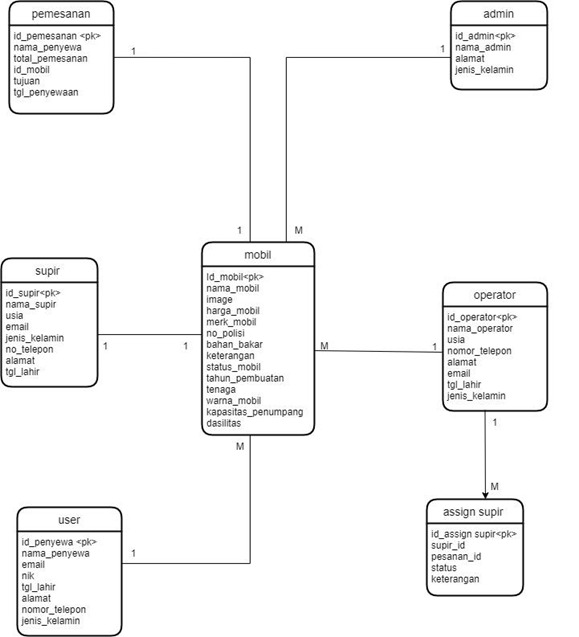 pemesanan
id_pemesanan <pk>
nama_penyewa
total_pemesanan
id_mobil
tujuan
tgl_penyewaan
1
1
admin
id_admin<pk>
nama_admin
alamat
jenis_kelamin
1
M
supir
id_supir<pk>
nama_supir
usia
email
jenis_kelamin
no_telepon
alamat
tgl_lahir
1
1
mobil
Id_mobil<pk>
nama_mobil
image
harga_mobil
merk_mobil
no_polisi
bahan_bakar
keterangan
status_mobil
tahun_pembuatan
tenaga
warna_mobil
kapasitas_penumpang
dasilitas
M
1
operator
id_operator<pk>
nama_operator
usia
nomor_telepon
alamat
email
tgl_lahir
jenis_kelamin
1
M
assign supir
id_assign supir<pk>
supir_id
pesanan_id
status
keterangan
M
1
user
id_penyewa <pk>
nama_penyewa
email
nik
tgl_lahir
alamat
nomor_telepon
jenis_kelamin